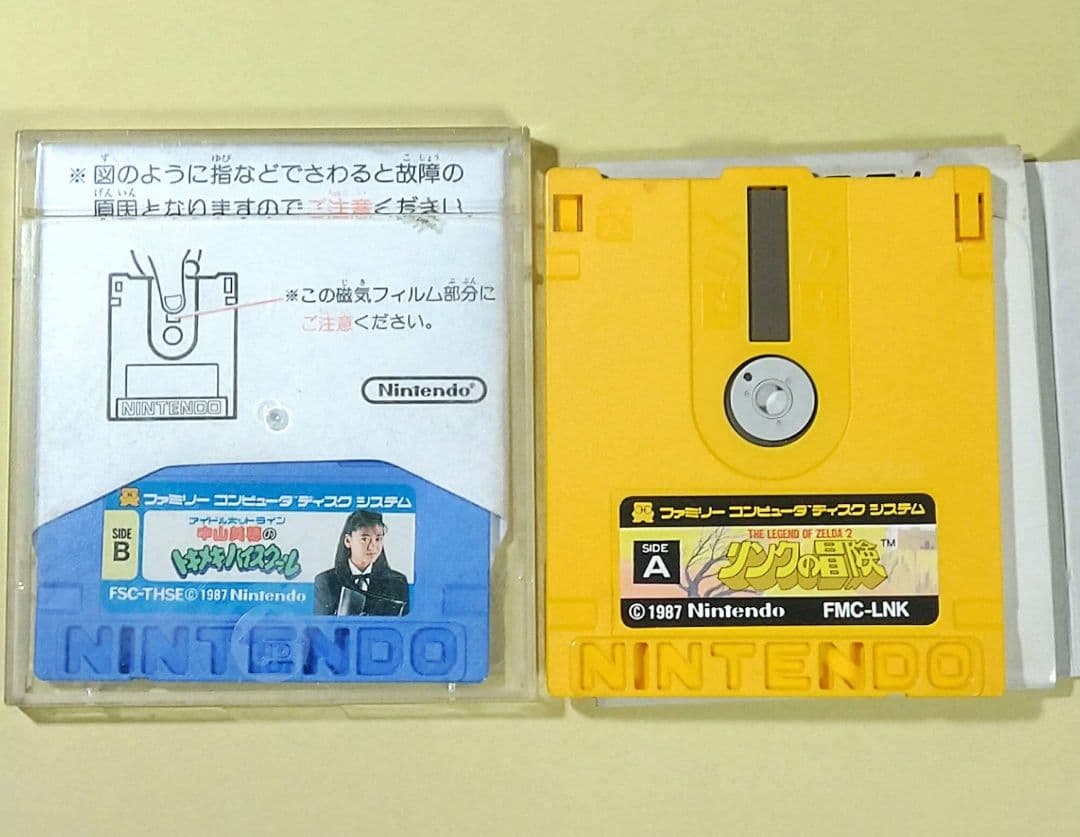 ※図のように指などでさわると故障の
原因となりますのでご注意ください。
※この磁気フィルム部分に
ご注意ください。
NINTENDO
Nintendo®
ファミリー コンピュータ ディスク システム
SIDE
B
アイドルホットライン
中山美穂の
トキメキハイスクール
FSC-THSE © 1987 Nintendo
NINTENDO
ファミリー コンピュータ ディスク システム
SIDE
A
THE LEGEND OF ZELDA 2
リンクの冒険™
© 1987 Nintendo FMC-LNK
NINTENDO